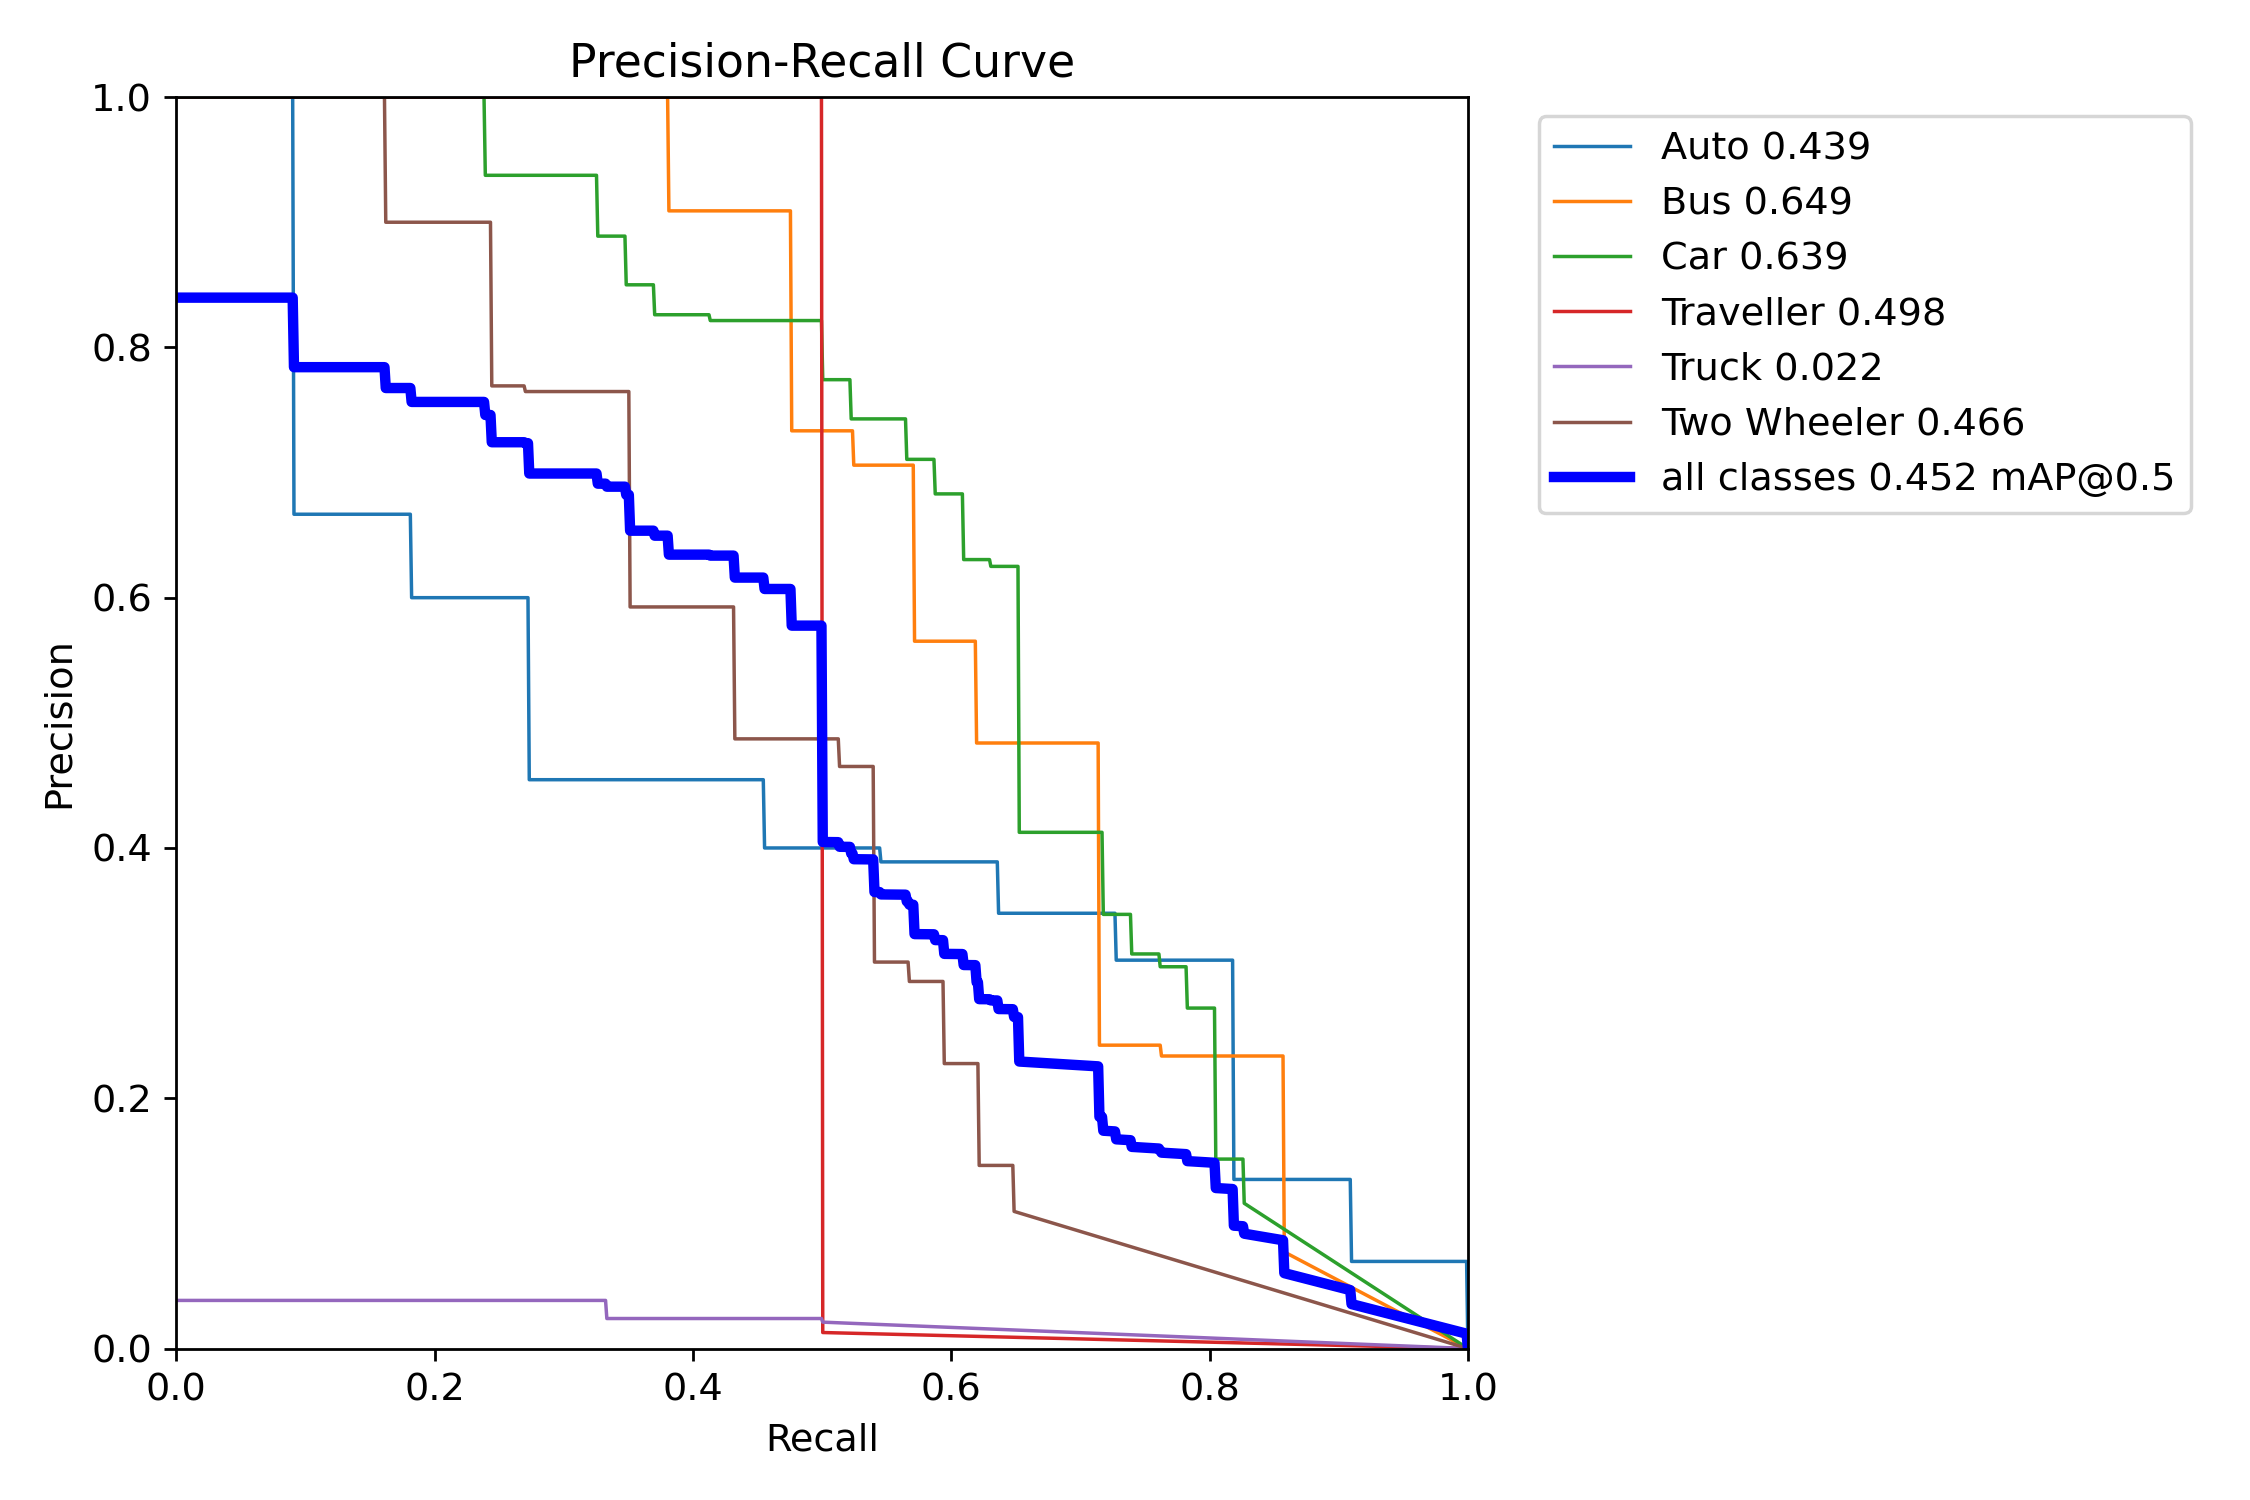 Precision-Recall Curve
1.0
0.8
0.6
0.4
0.2
0.0
Precision
0.0 0.2 0.4 0.6 0.8 1.0
Recall
Auto 0.439
Bus 0.649
Car 0.639
Traveller 0.498
Truck 0.022
Two Wheeler 0.466
all classes 0.452 mAP@0.5